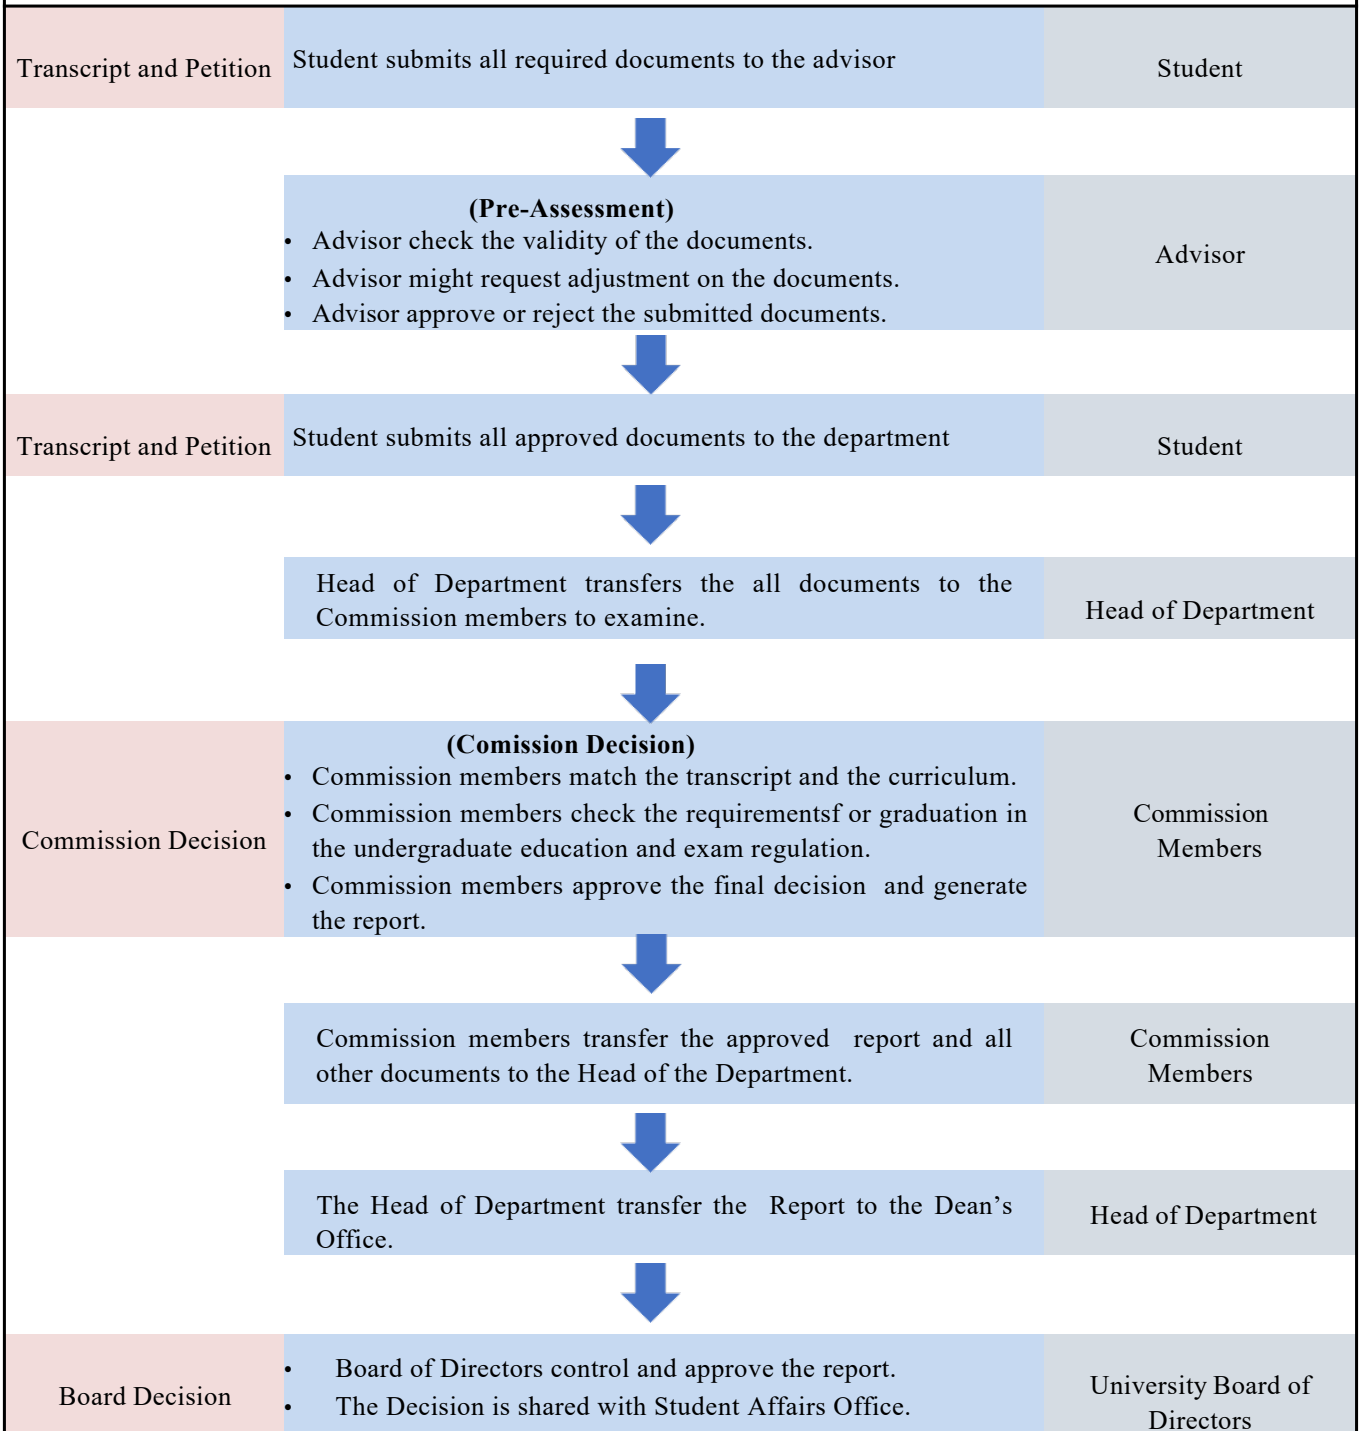 Transcript and Petition
Student submits all required documents to the advisor
Student
(Pre-Assessment)
• Advisor check the validity of the documents.
• Advisor might request adjustment on the documents.
• Advisor approve or reject the submitted documents.
Advisor
Transcript and Petition
Student submits all approved documents to the department
Student
Head of Department transfers the all documents to the
Commission members to examine.
Head of Department
Commission Decision
(Comission Decision)
• Commission members match the transcript and the curriculum.
• Commission members check the requirementsf or graduation in
the undergraduate education and exam regulation.
• Commission members approve the final decision and generate
the report.
Commission
Members
Commission members transfer the approved report and all
other documents to the Head of the Department.
Commission
Members
The Head of Department transfer the Report to the Dean’s
Office.
Head of Department
Board Decision
• Board of Directors control and approve the report.
• The Decision is shared with Student Affairs Office.
University Board of
Directors